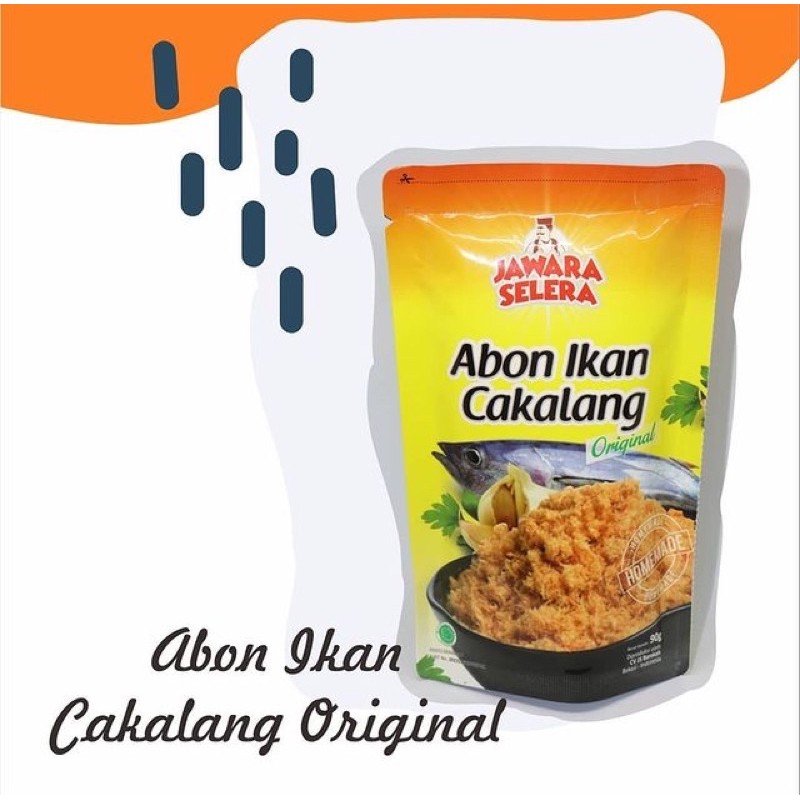 JAWARA
SELERA
Abon Ikan
Cakalang
Original
HOMEMADE
90g
Abon Ikan
Cakalang Original